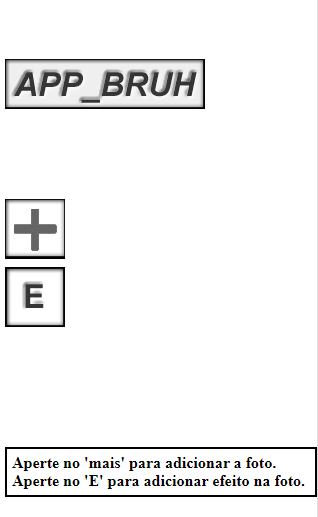 APP_BRUH
+
E
Aperte no 'mais' para adicionar a foto.
Aperte no 'E' para adicionar efeito na foto.